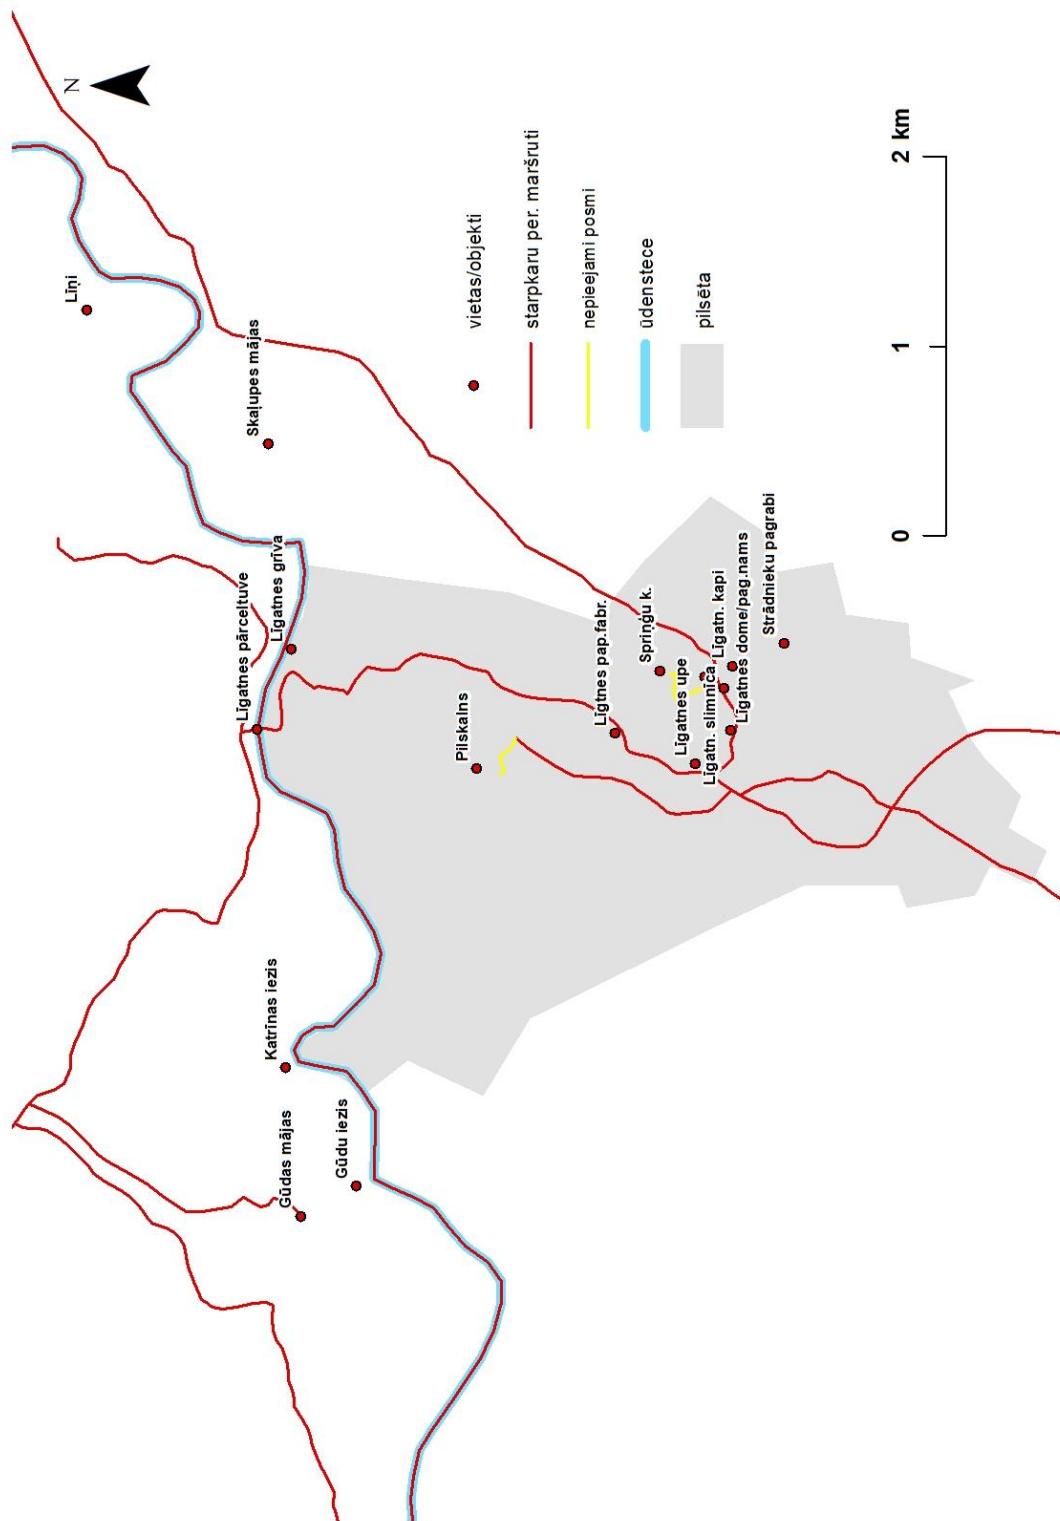 N
Līņi
Skaļupes mājas
Līgatnes pārceltuve
Līgatnes grīva
Katrīnas iezis
Gūdas mājas
Gūdu iezis
Pilskalns
Līgtnes pap.fabr.
Spriņģu k.
Līgatnes upe
Līgatn. slimnīca
Līgatn. kapi
Līgatnes dome/pag.nams
Strādnieku pagrabi
vietas/objekti
starpkaru per. maršruti
nepieejami posmi
ūdenstece
pilsēta
0 1 2 km